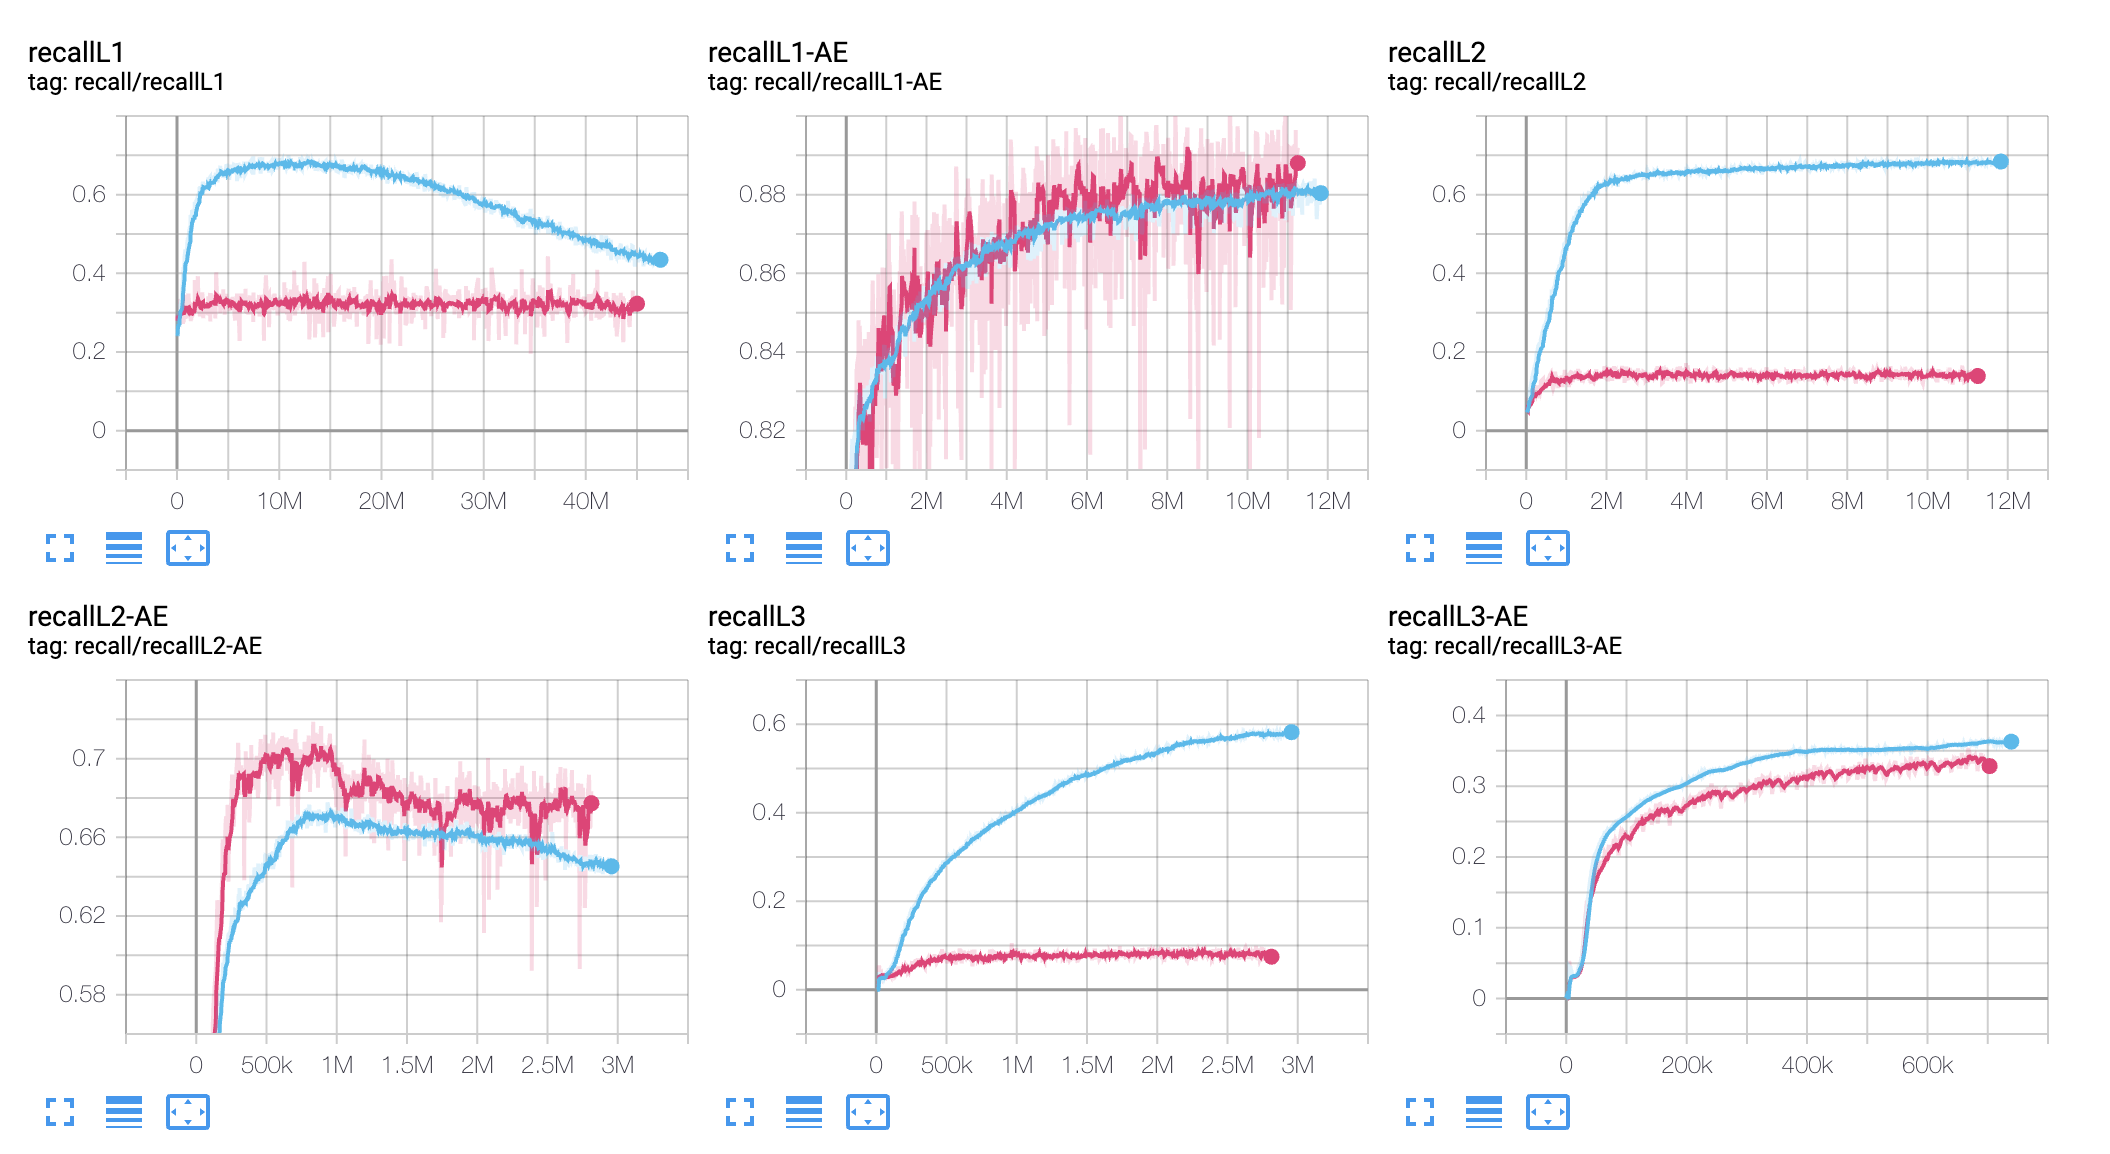 recallL1
tag: recall/recallL1
0.6
0.4
0.2
0
0 10M 20M 30M 40M
recallL1-AE
tag: recall/recallL1-AE
0.88
0.86
0.84
0.82
0 2M 4M 6M 8M 10M 12M
recallL2
tag: recall/recallL2
0.6
0.4
0.2
0
0 2M 4M 6M 8M 10M 12M
recallL2-AE
tag: recall/recallL2-AE
0.7
0.66
0.62
0.58
0 500k 1M 1.5M 2M 2.5M 3M
recallL3
tag: recall/recallL3
0.6
0.4
0.2
0
0 500k 1M 1.5M 2M 2.5M 3M
recallL3-AE
tag: recall/recallL3-AE
0.4
0.3
0.2
0.1
0
0 200k 400k 600k